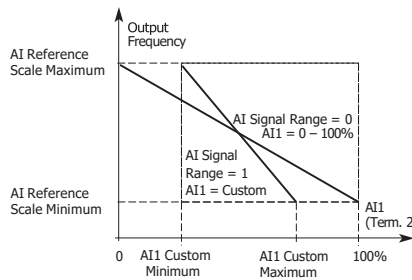 Output
Frequency
AI Reference
Scale Maximum
AI Signal Range = 0
AI1 = 0 – 100%
AI Signal
Range = 1
AI1 = Custom
AI Reference
Scale Minimum
AI1
(Term. 2
0
AI1 Custom
Minimum
AI1 Custom
Maximum
100%